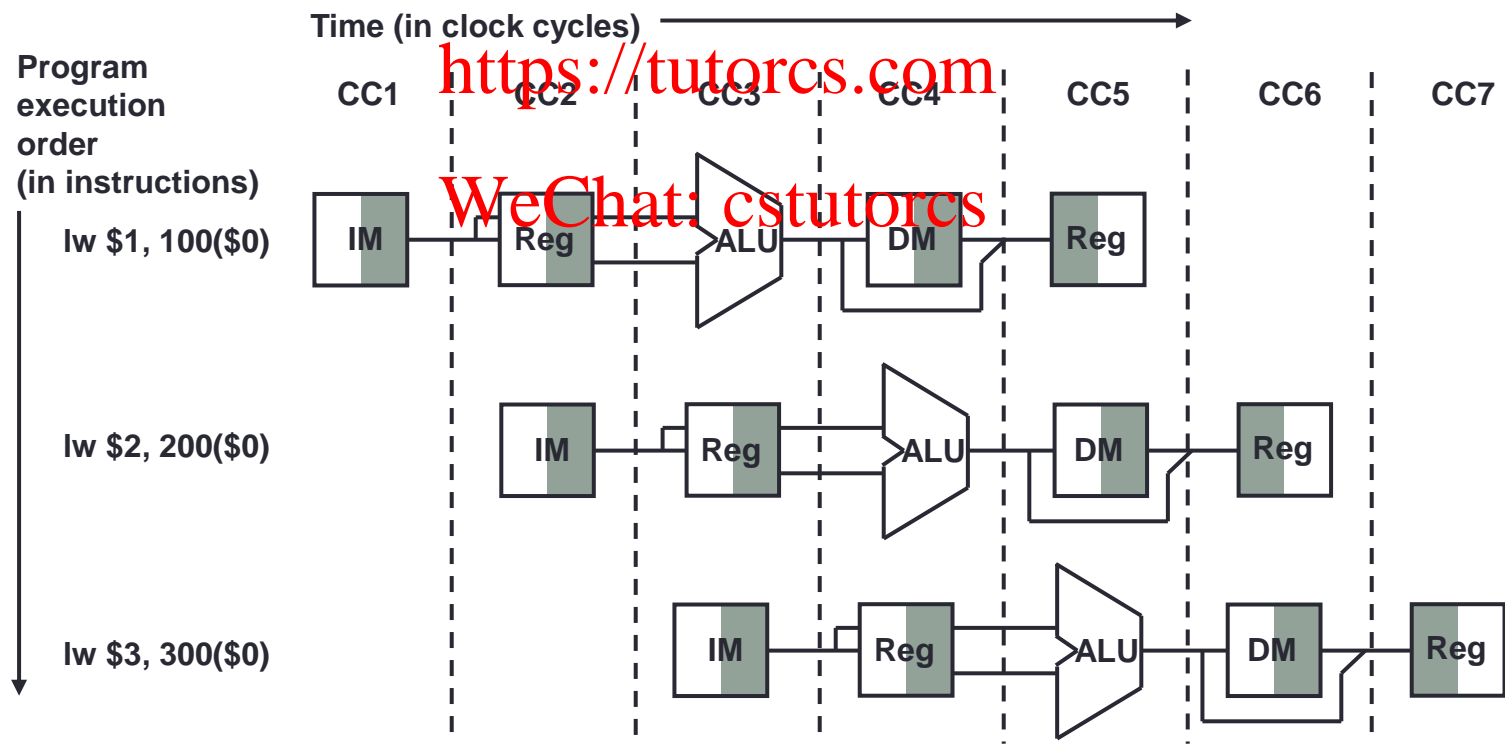 Time (in clock cycles)
https://tutorcs.com
Program
execution
order
(in instructions)
CC1 CC2 CC3 CC4 CC5 CC6 CC7
WeChat: cstutorcs
lw $1, 100($0) IM Reg ALU DM Reg
lw $2, 200($0) IM Reg ALU DM Reg
lw $3, 300($0) IM Reg ALU DM Reg